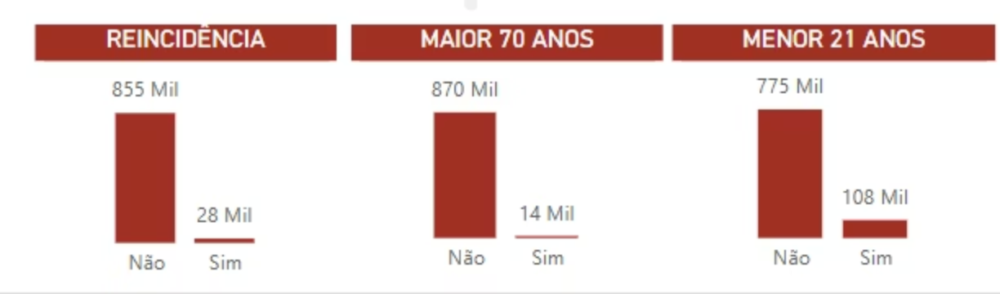 REINCIDÊNCIA
855 Mil
28 Mil
Não
Sim
MAIOR 70 ANOS
870 Mil
14 Mil
Não
Sim
MENOR 21 ANOS
775 Mil
108 Mil
Não
Sim